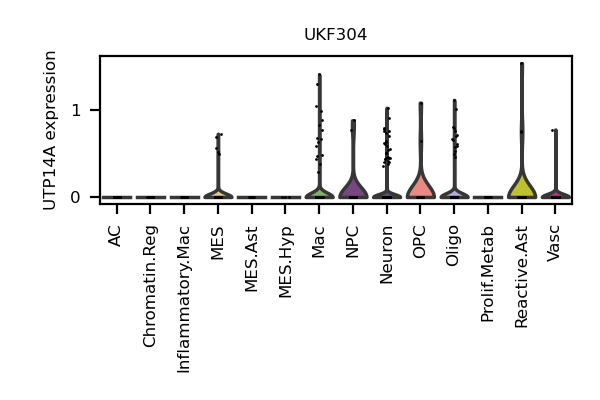 UKF304
UTP14A expression
1
0
AC
Chromatin.Reg
Inflammatory.Mac
MES
MES.Ast
MES.Hyp
Mac
NPC
Neuron
OPC
Oligo
Prolif.Metab
Reactive.Ast
Vasc